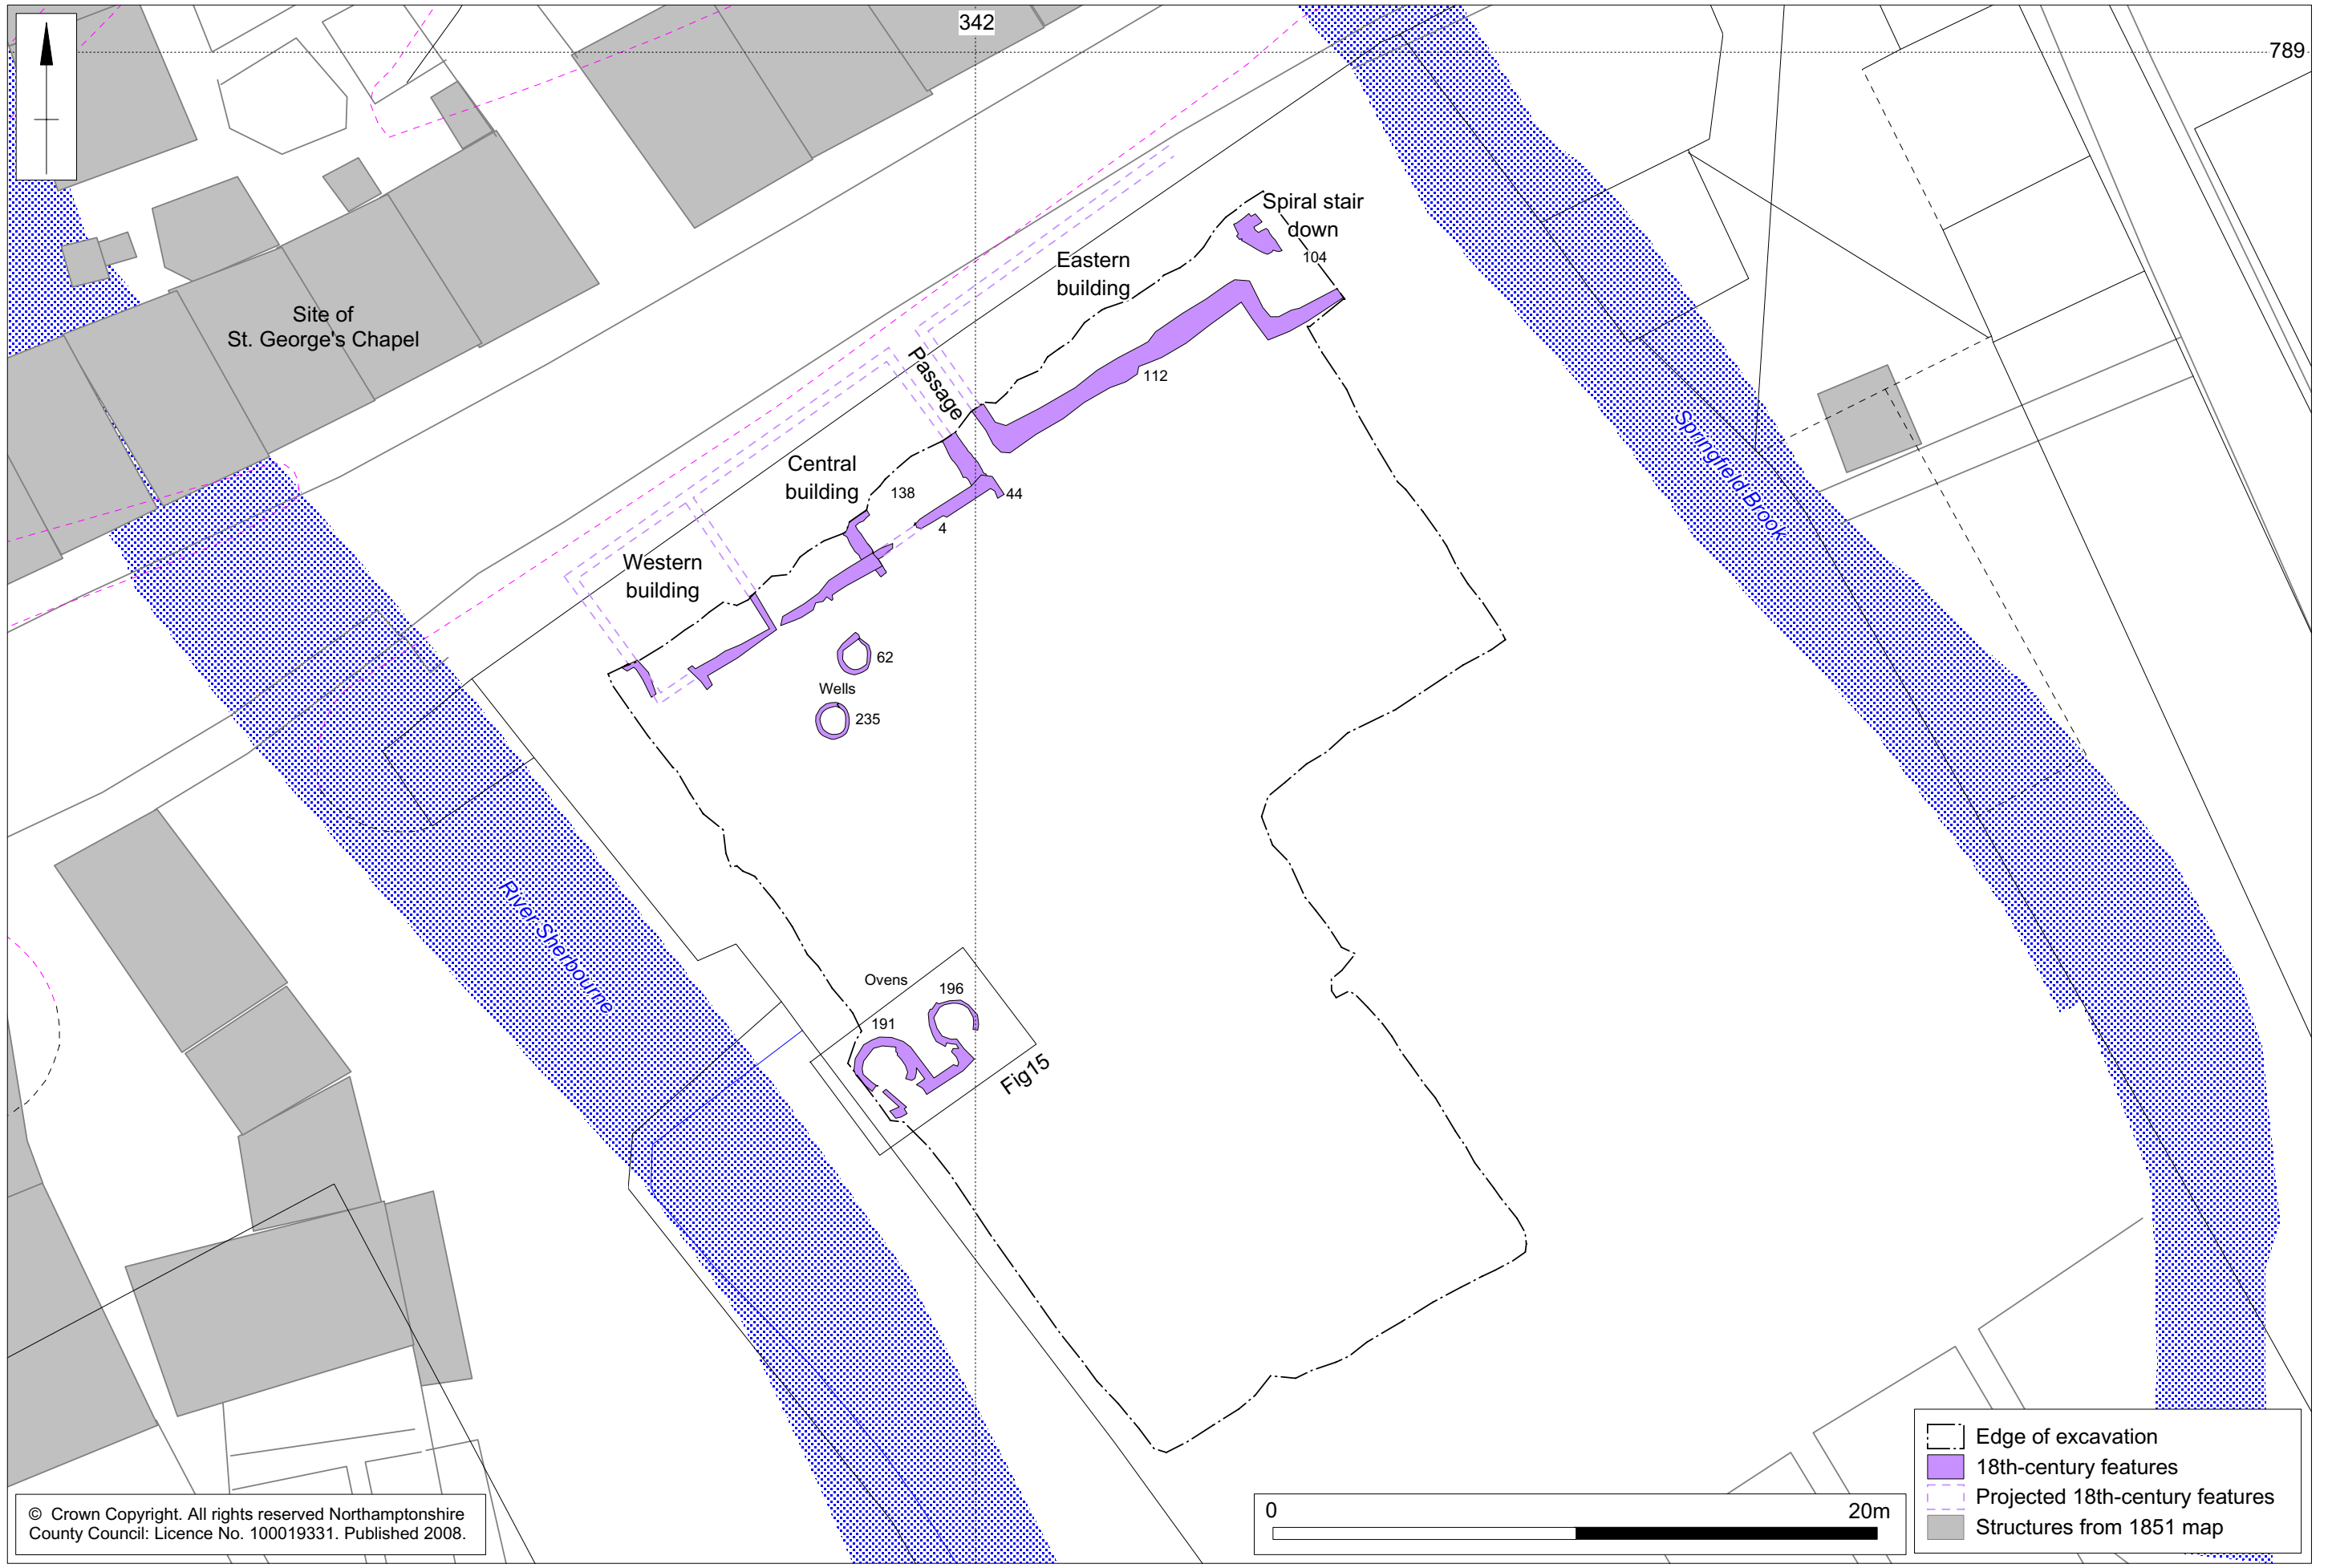 342
789
Spiral stair
down
104
Eastern
building
Site of
St. George's Chapel
Passage
112
Central
building
138
44
4
Springfield Brook
Western
building
62
Wells
235
River Sherbourne
Ovens
196
191
Fig15
Edge of excavation
18th-century features
Projected 18th-century features
Structures from 1851 map
0
20m
© Crown Copyright. All rights reserved Northamptonshire
County Council: Licence No. 100019331. Published 2008.